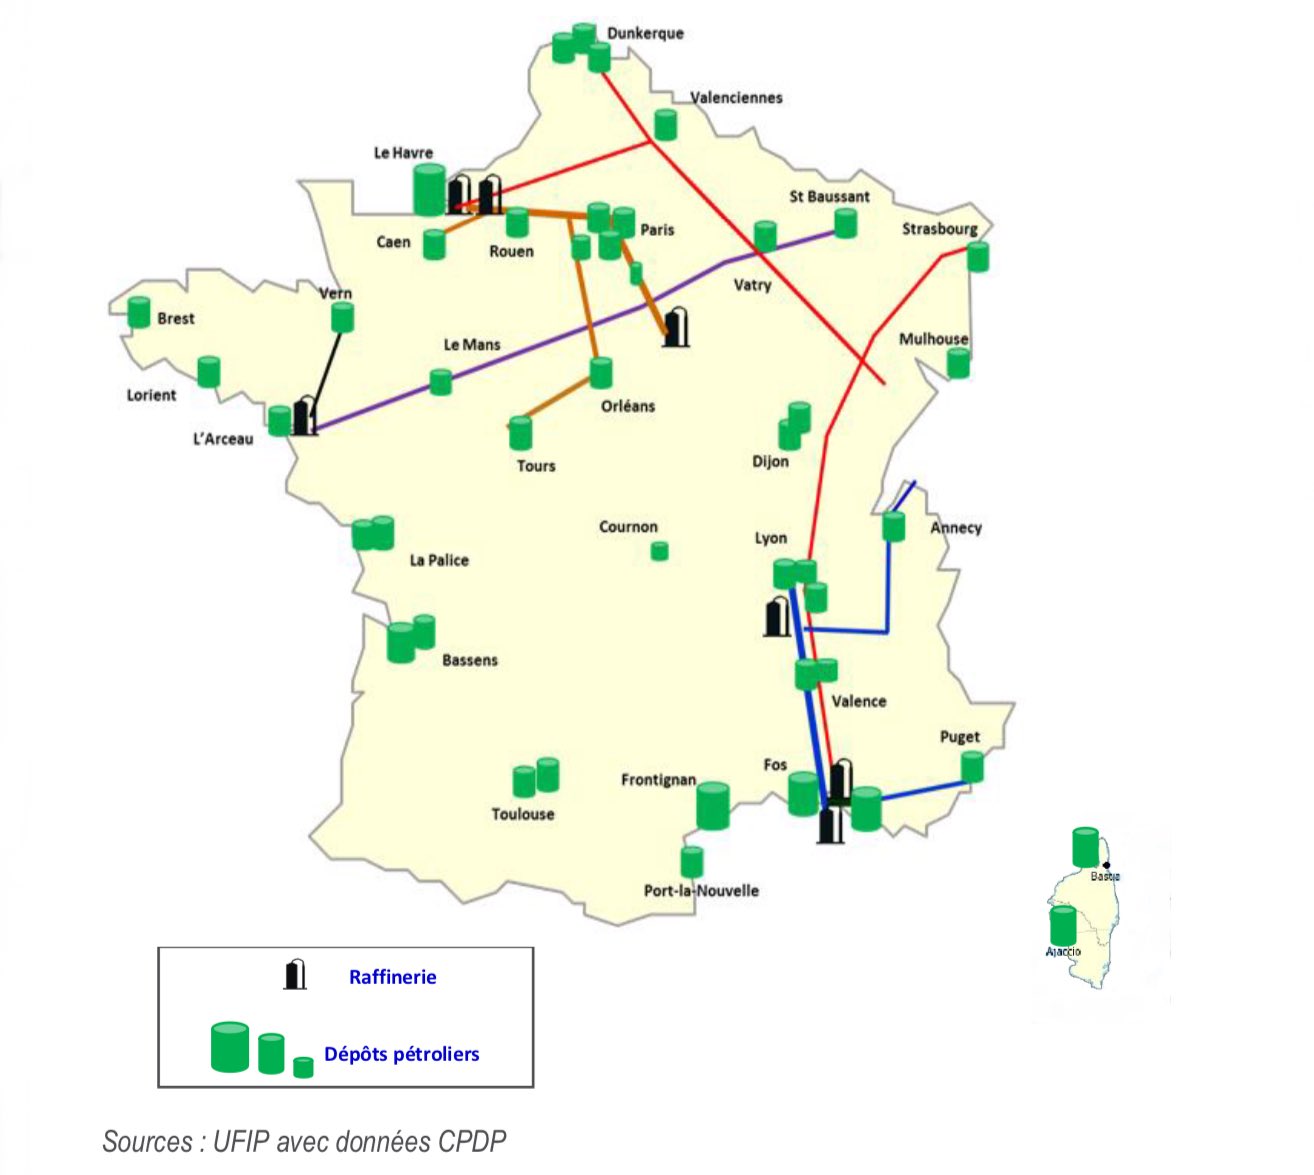 Dunkerque
Valenciennes
Le Havre
St Baussant
Caen
Rouen
Paris
Strasbourg
Vatry
Vern
Brest
Le Mans
Mulhouse
Lorient
L'Arceau
Orléans
Tours
Dijon
Cournon
Lyon
Annecy
La Palice
Bassens
Valence
Puget
Fos
Frontignan
Toulouse
Port-la-Nouvelle
Bastia
Ajaccio
Raffinerie
Dépôts pétroliers
Sources : UFIP avec données CPDP